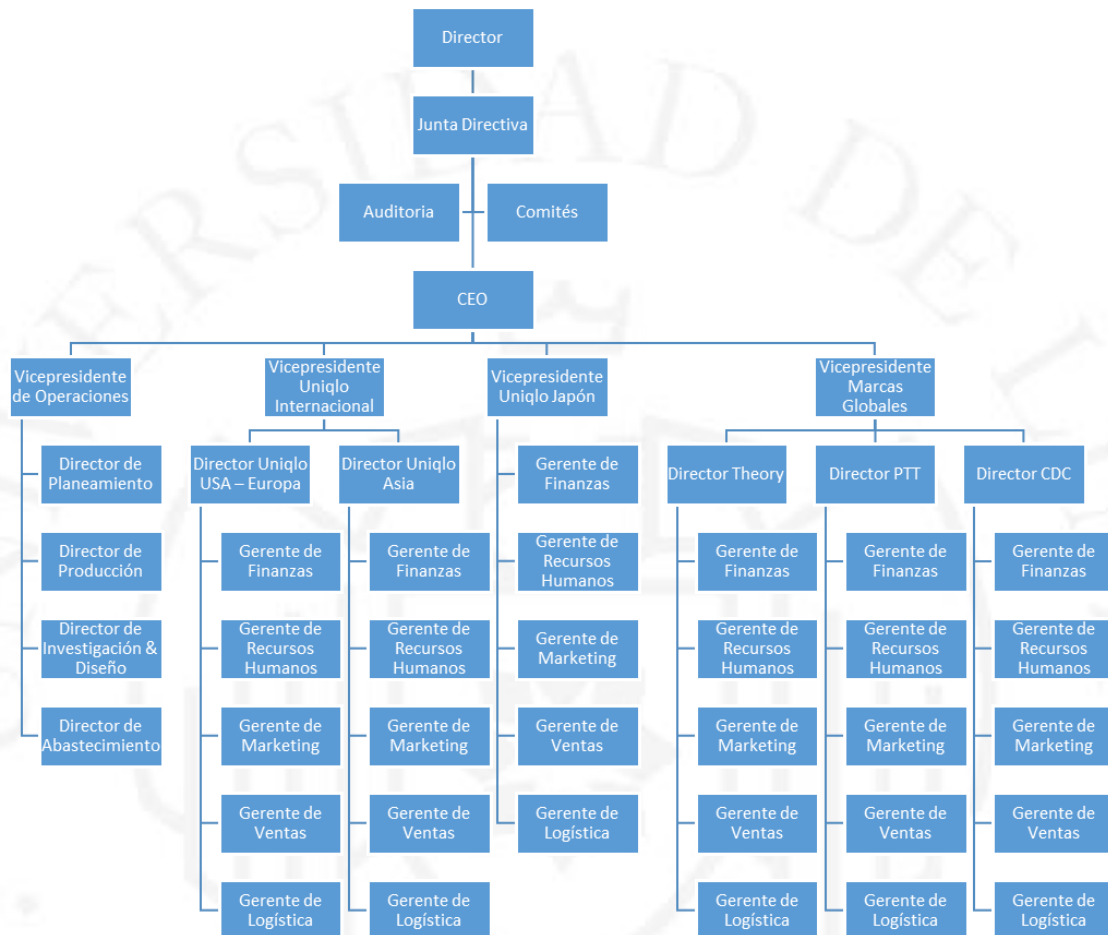 Director
Junta Directiva
Auditoria
Comités
CEO
Vicepresidente
de Operaciones
Vicepresidente
Uniqlo
Internacional
Vicepresidente
Uniqlo Japón
Vicepresidente
Marcas
Globales
Director de
Planeamiento
Director de
Producción
Director de
Investigación &
Diseño
Director de
Abastecimiento
Director Uniqlo
USA – Europa
Gerente de
Finanzas
Gerente de
Recursos
Humanos
Gerente de
Marketing
Gerente de
Ventas
Gerente de
Logística
Director Uniqlo
Asia
Gerente de
Finanzas
Gerente de
Recursos
Humanos
Gerente de
Marketing
Gerente de
Ventas
Gerente de
Logística
Gerente de
Finanzas
Gerente de
Recursos
Humanos
Gerente de
Marketing
Gerente de
Ventas
Gerente de
Logística
Director Theory
Gerente de
Finanzas
Gerente de
Recursos
Humanos
Gerente de
Marketing
Gerente de
Ventas
Gerente de
Logística
Director PTT
Gerente de
Finanzas
Gerente de
Recursos
Humanos
Gerente de
Marketing
Gerente de
Ventas
Gerente de
Logística
Director CDC
Gerente de
Finanzas
Gerente de
Recursos
Humanos
Gerente de
Marketing
Gerente de
Ventas
Gerente de
Logística